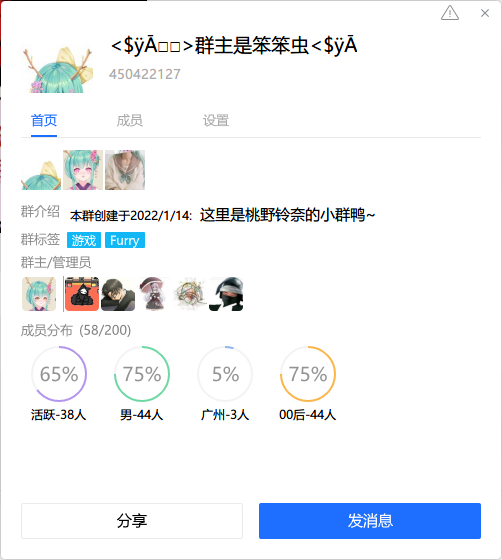 <$ÿĀ□□>群主是笨笨虫<$ÿĀ
450422127
首页 成员 设置
群介绍 本群创建于2022/1/14: 这里是桃野铃奈的小群鸭~
群标签 游戏 Furry
群主/管理员
成员分布 (58/200)
65% 75% 5% 75%
活跃-38人 男-44人 广州-3人 00后-44人
分享 发消息